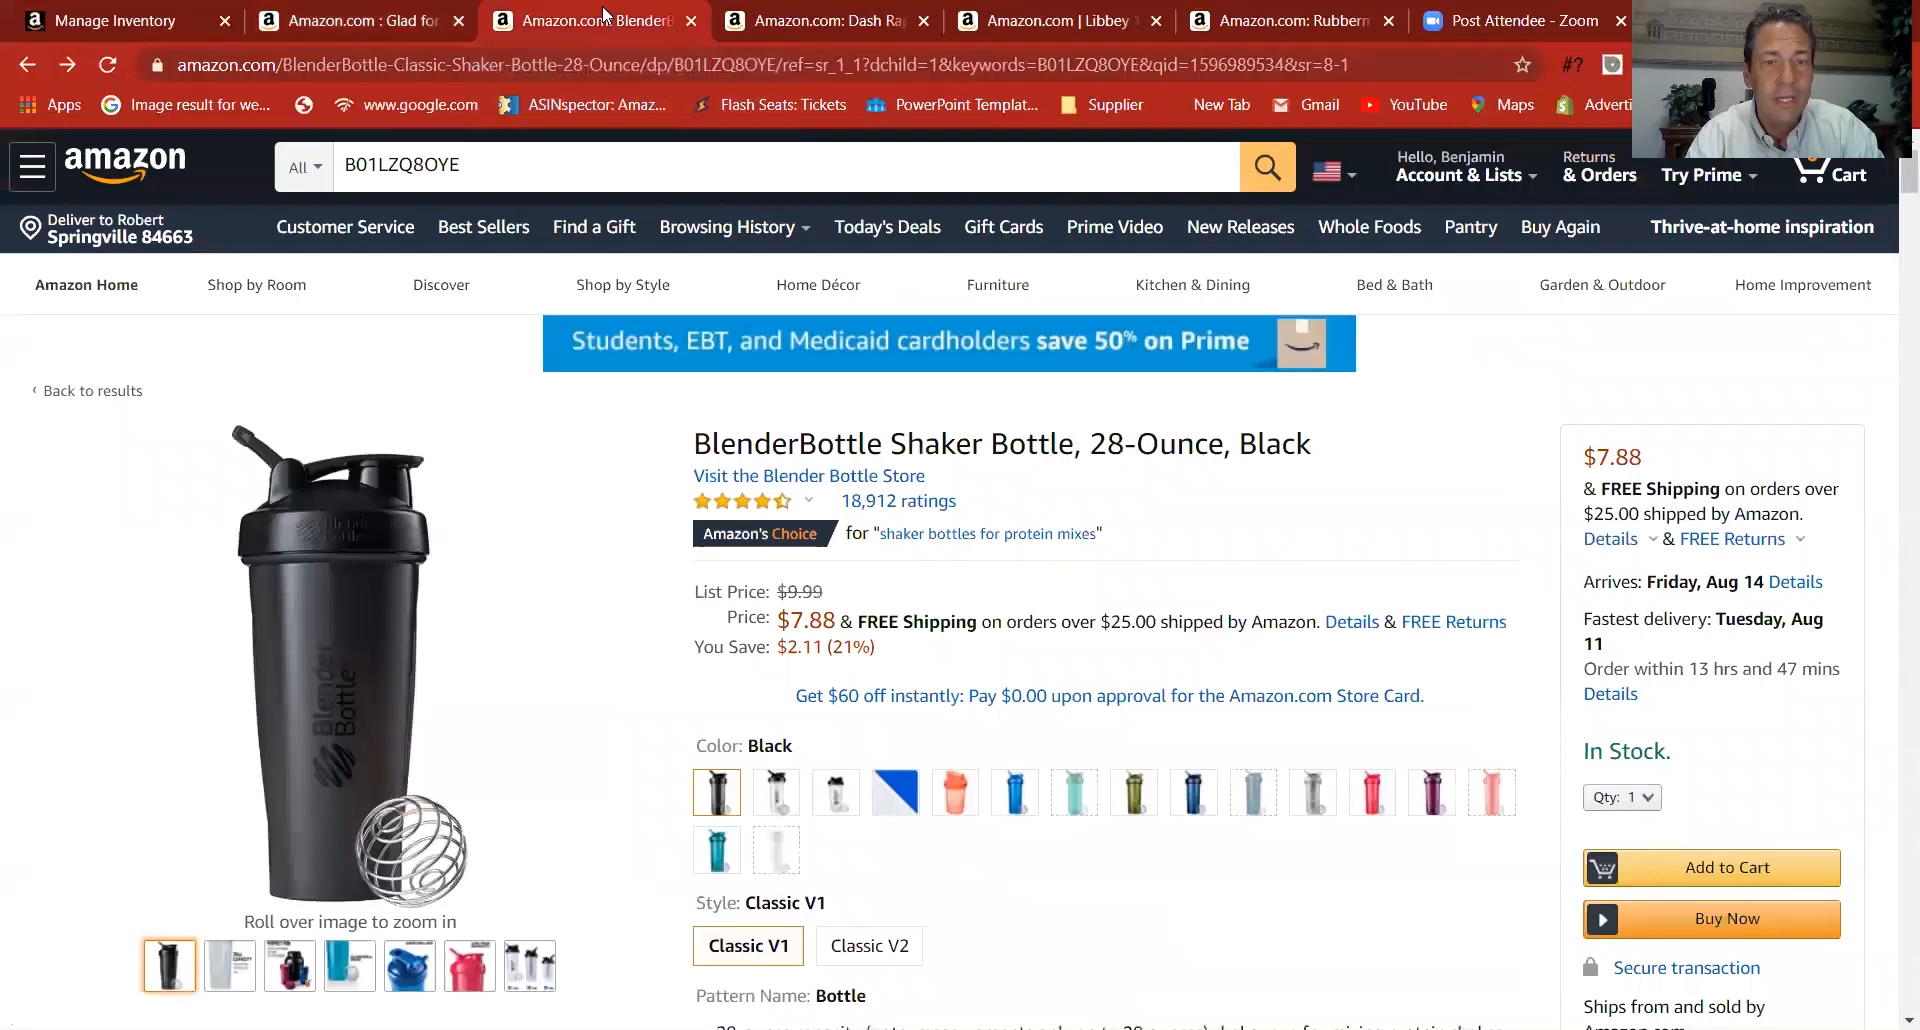 Manage Inventory
Amazon.com : Glad for
Amazon.com: BlenderB
Amazon.com: Dash Ra
Amazon.com | Libbey
Amazon.com: Rubberm
Post Attendee - Zoom
amazon.com/BlenderBottle-Classic-Shaker-Bottle-28-Ounce/dp/B01LZQ8OYE/ref=sr_1_1?dchild=1&keywords=B01LZQ8OYE&qid=1596989534&sr=8-1
#?
Apps
Image result for we...
www.google.com
ASINspector: Amaz...
Flash Seats: Tickets
PowerPoint Templat...
Supplier
New Tab
Gmail
YouTube
Maps
Adverti
amazon
All
B01LZQ8OYE
Hello, Benjamin
Account & Lists
Returns
& Orders
Try Prime
Cart
Deliver to Robert
Springville 84663
Customer Service
Best Sellers
Find a Gift
Browsing History
Today's Deals
Gift Cards
Prime Video
New Releases
Whole Foods
Pantry
Buy Again
Thrive-at-home inspiration
Amazon Home
Shop by Room
Discover
Shop by Style
Home Décor
Furniture
Kitchen & Dining
Bed & Bath
Garden & Outdoor
Home Improvement
Students, EBT, and Medicaid cardholders save 50% on Prime
‹ Back to results
Blender Bottle
Roll over image to zoom in
BlenderBottle Shaker Bottle, 28-Ounce, Black
Visit the Blender Bottle Store
18,912 ratings
Amazon's Choice for "shaker bottles for protein mixes"
List Price: $9.99
Price: $7.88 & FREE Shipping on orders over $25.00 shipped by Amazon. Details & FREE Returns
You Save: $2.11 (21%)
Get $60 off instantly: Pay $0.00 upon approval for the Amazon.com Store Card.
Color: Black
Style: Classic V1
Classic V1
Classic V2
Pattern Name: Bottle
$7.88
& FREE Shipping on orders over
$25.00 shipped by Amazon.
Details & FREE Returns
Arrives: Friday, Aug 14 Details
Fastest delivery: Tuesday, Aug
11
Order within 13 hrs and 47 mins
Details
In Stock.
Qty: 1
Add to Cart
Buy Now
Secure transaction
Ships from and sold by